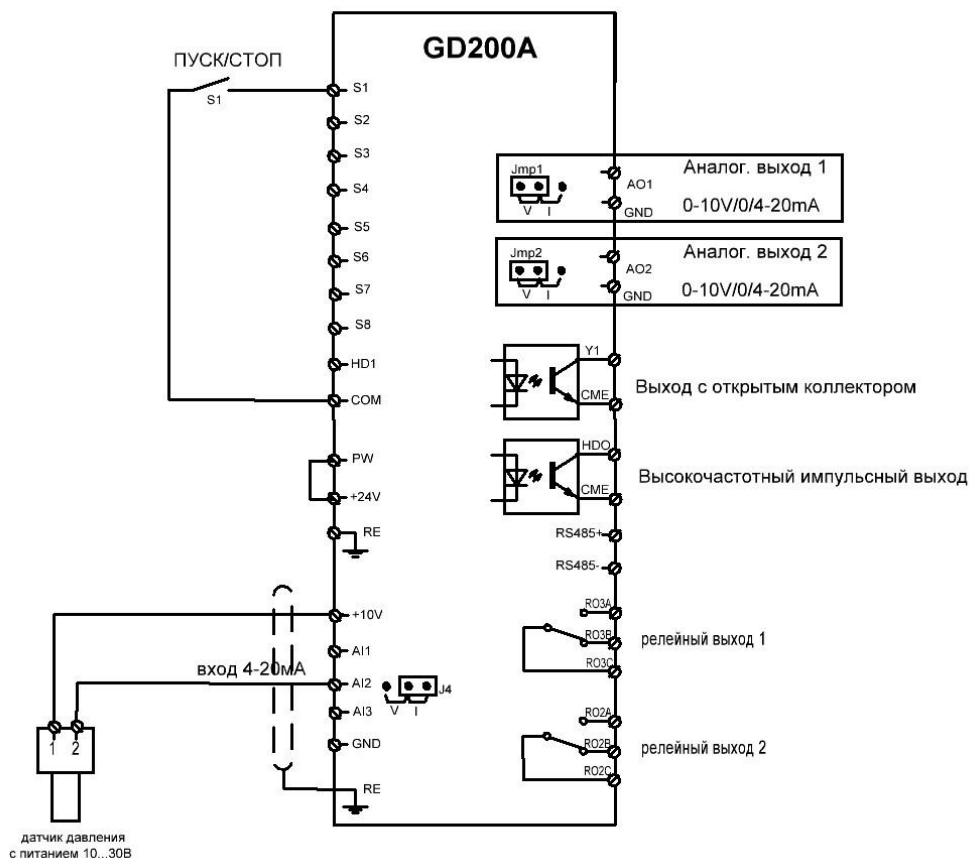 GD200A
ПУСК/СТОП
S1
S1
S2
S3
S4
S5
S6
S7
S8
HD1
COM
PW
+24V
RE
+10V
AI1
вход 4-20мА
AI2
V I
J4
AI3
GND
RE
1 2
датчик давления
с питанием 10...30В
Jmp1
V I
AO1
GND
Аналог. выход 1
0-10V/0/4-20mA
Jmp2
V I
AO2
GND
Аналог. выход 2
0-10V/0/4-20mA
Y1
CME
Выход с открытым коллектором
HDO
CME
Высокочастотный импульсный выход
RS485+
RS485-
RO3A
RO3B
RO3C
релейный выход 1
RO2A
RO2B
RO2C
релейный выход 2